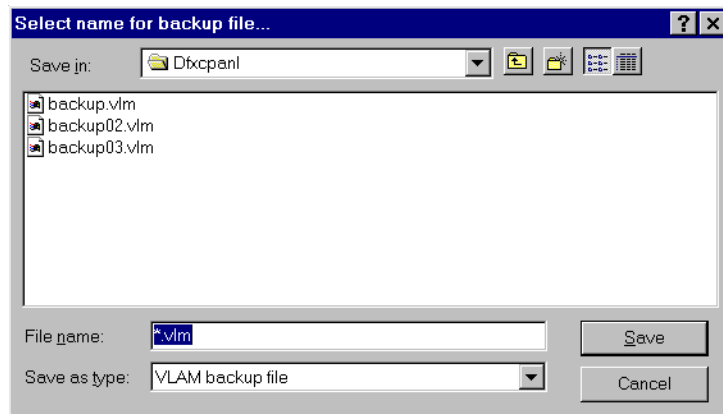 Select name for backup file...
Save in: Dfxcpanl
backup.vlm
backup02.vlm
backup03.vlm
File name: *.vlm Save
Save as type: VLAM backup file Cancel